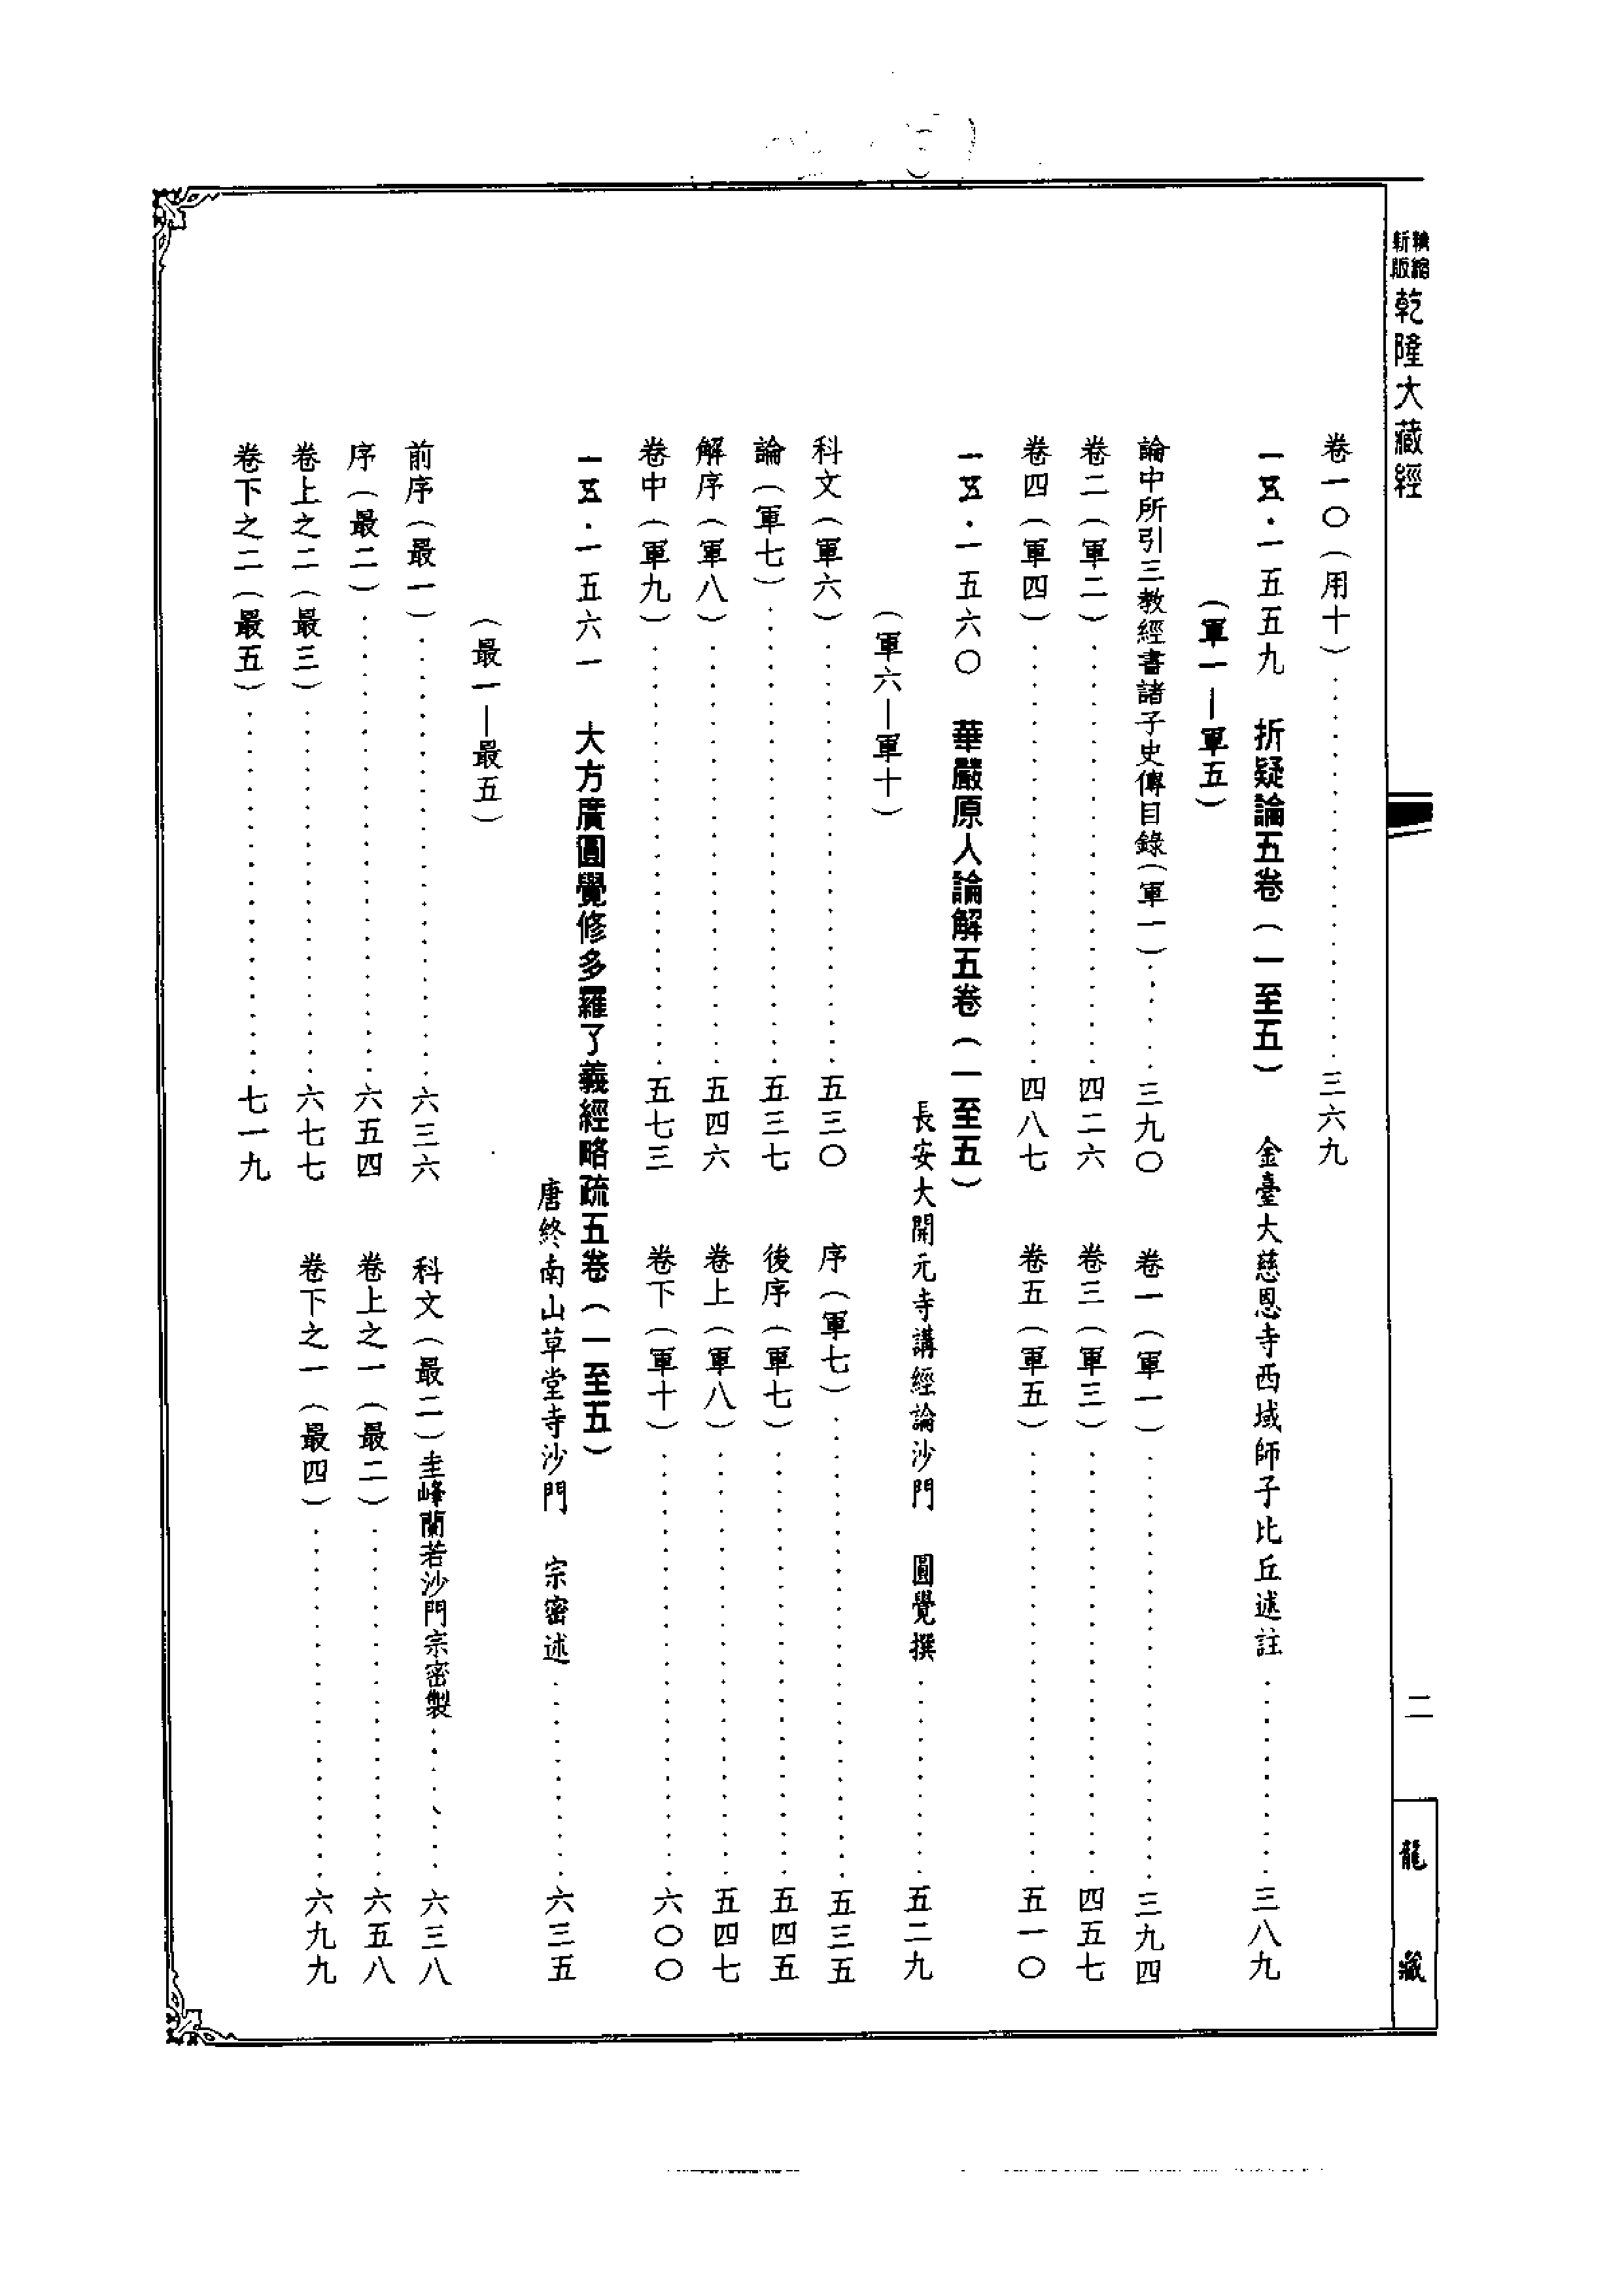 新版精縮乾隆大藏經
二
龍藏
卷一〇(用十)……三六九
一五五·一五五九 折疑論五卷(一至五) 金臺大慈恩寺西域師子比丘述註……三八九
(軍一—軍五)
論中所引三教經書諸子史傳目錄(軍一)……三九〇 卷一(軍一)……三九四
卷二(軍二)……四二六 卷三(軍三)……四五七
卷四(軍四)……四八七 卷五(軍五)……五一〇
一五五·一五六〇 華嚴原人論解五卷(一至五)
長安大開元寺講經論沙門 圓覺撰……五二九
(軍六—軍十)
科文(軍六)……五三〇 序(軍七)……五三五
論(軍七)……五三七 後序(軍七)……五四五
解序(軍八)……五四六 卷上(軍八)……五四七
卷中(軍九)……五七三 卷下(軍十)……六〇〇
一五五·一五六一 大方廣圓覺修多羅了義經略疏五卷(一至五)
唐終南山草堂寺沙門 宗密述……六三五
(最一—最五)
前序(最一)……六三六 科文(最二)圭峰蘭若沙門宗密製……六三八
序(最二)……六五四 卷上之一(最二)……六五八
卷上之二(最三)……六七七 卷下之一(最四)……六九九
卷下之二(最五)……七一九